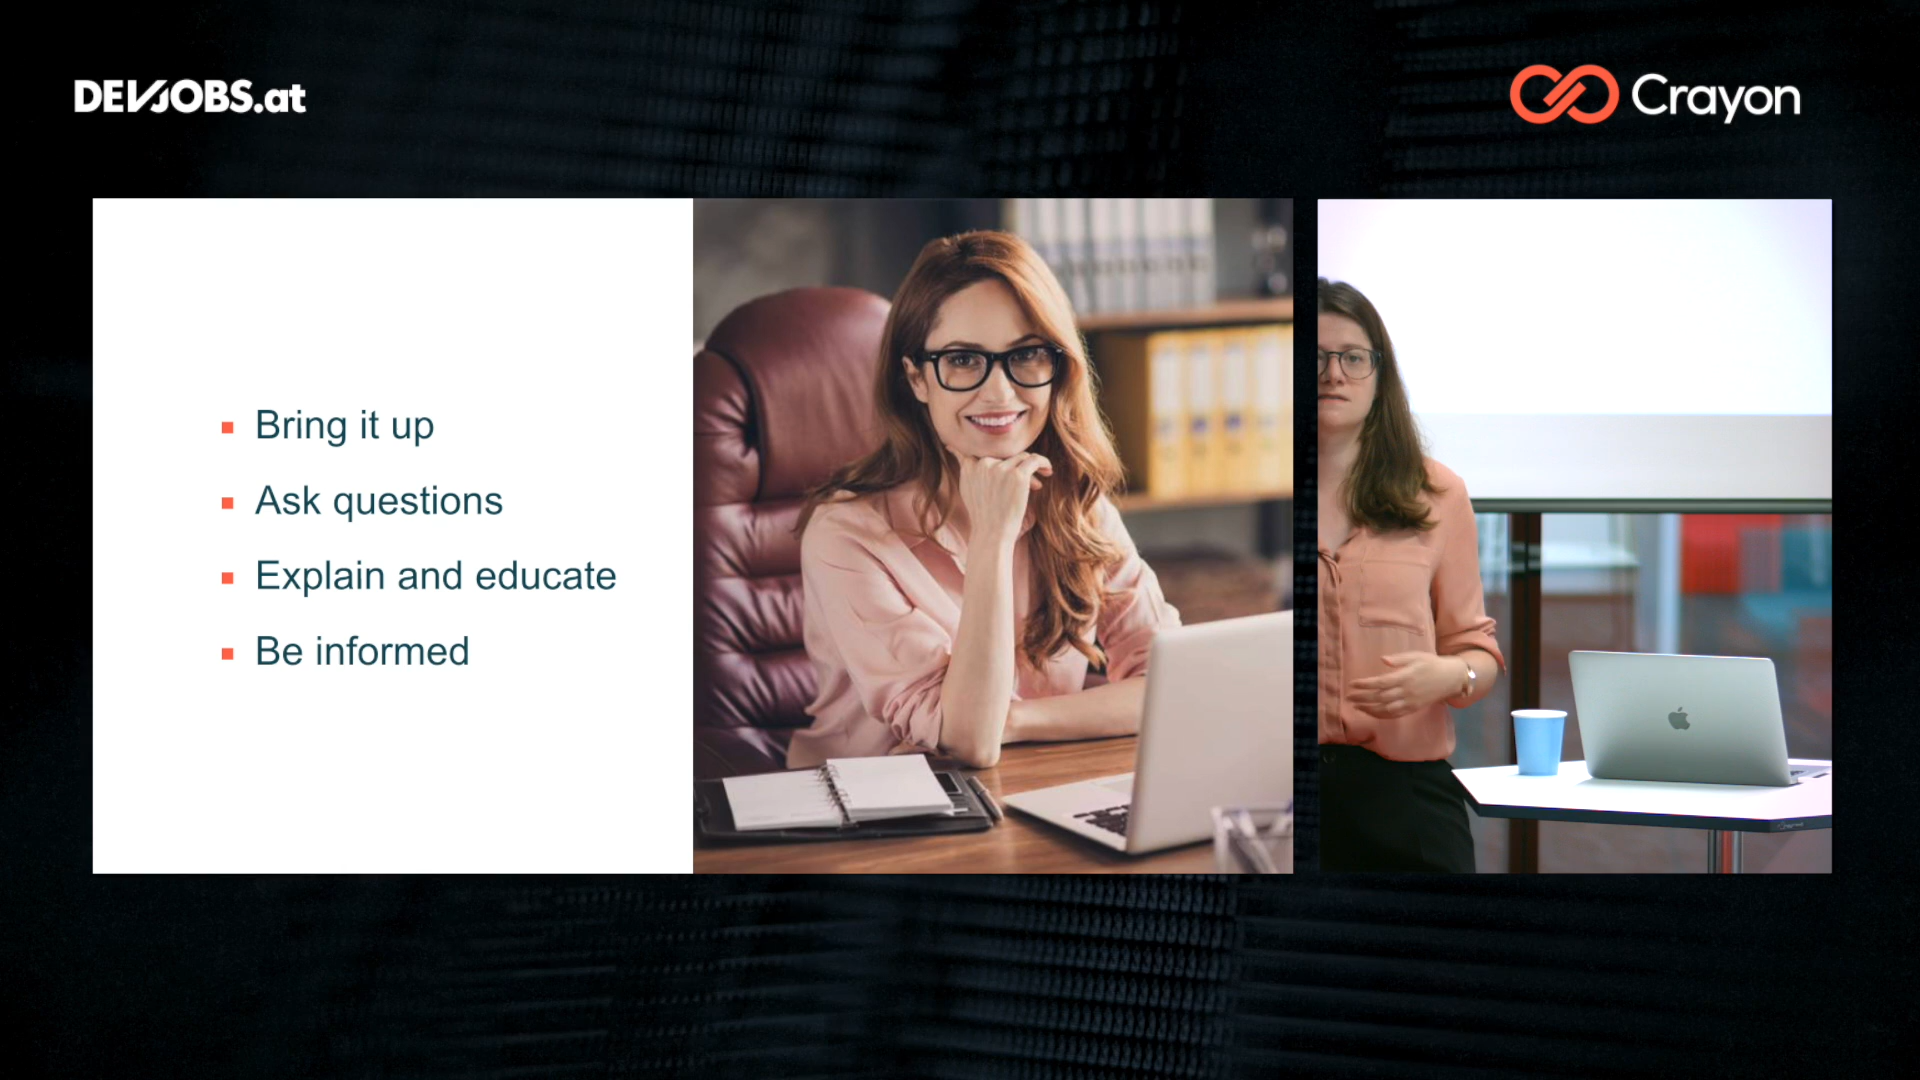 DEVJOBS.at
Crayon
Bring it up
Ask questions
Explain and educate
Be informed